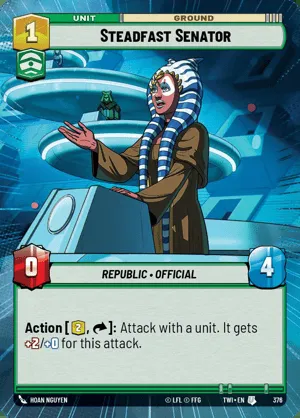 UNIT GROUND
1 STEADFAST SENATOR
0 4
REPUBLIC • OFFICIAL
Action [2, ]: Attack with a unit. It gets
+2/+0 for this attack.
HOAN NGUYEN © LFL © FFG TWI • EN 378